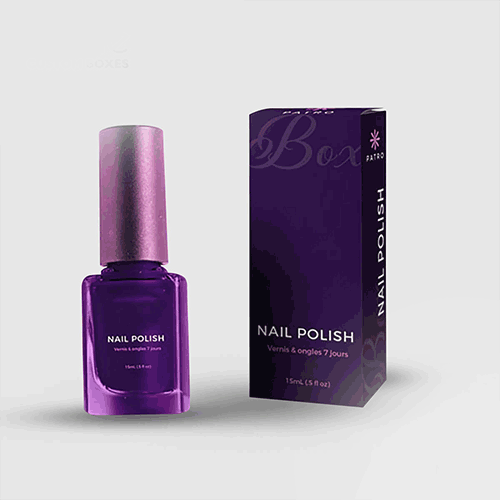 BOXES
NAIL POLISH
Vernis & ongles 7 jours
15mL (.5 fl oz)
PATRO
Box
NAIL POLISH
Vernis & ongles 7 jours
15mL (.5 fl oz)
PATRO
NAIL POLISH